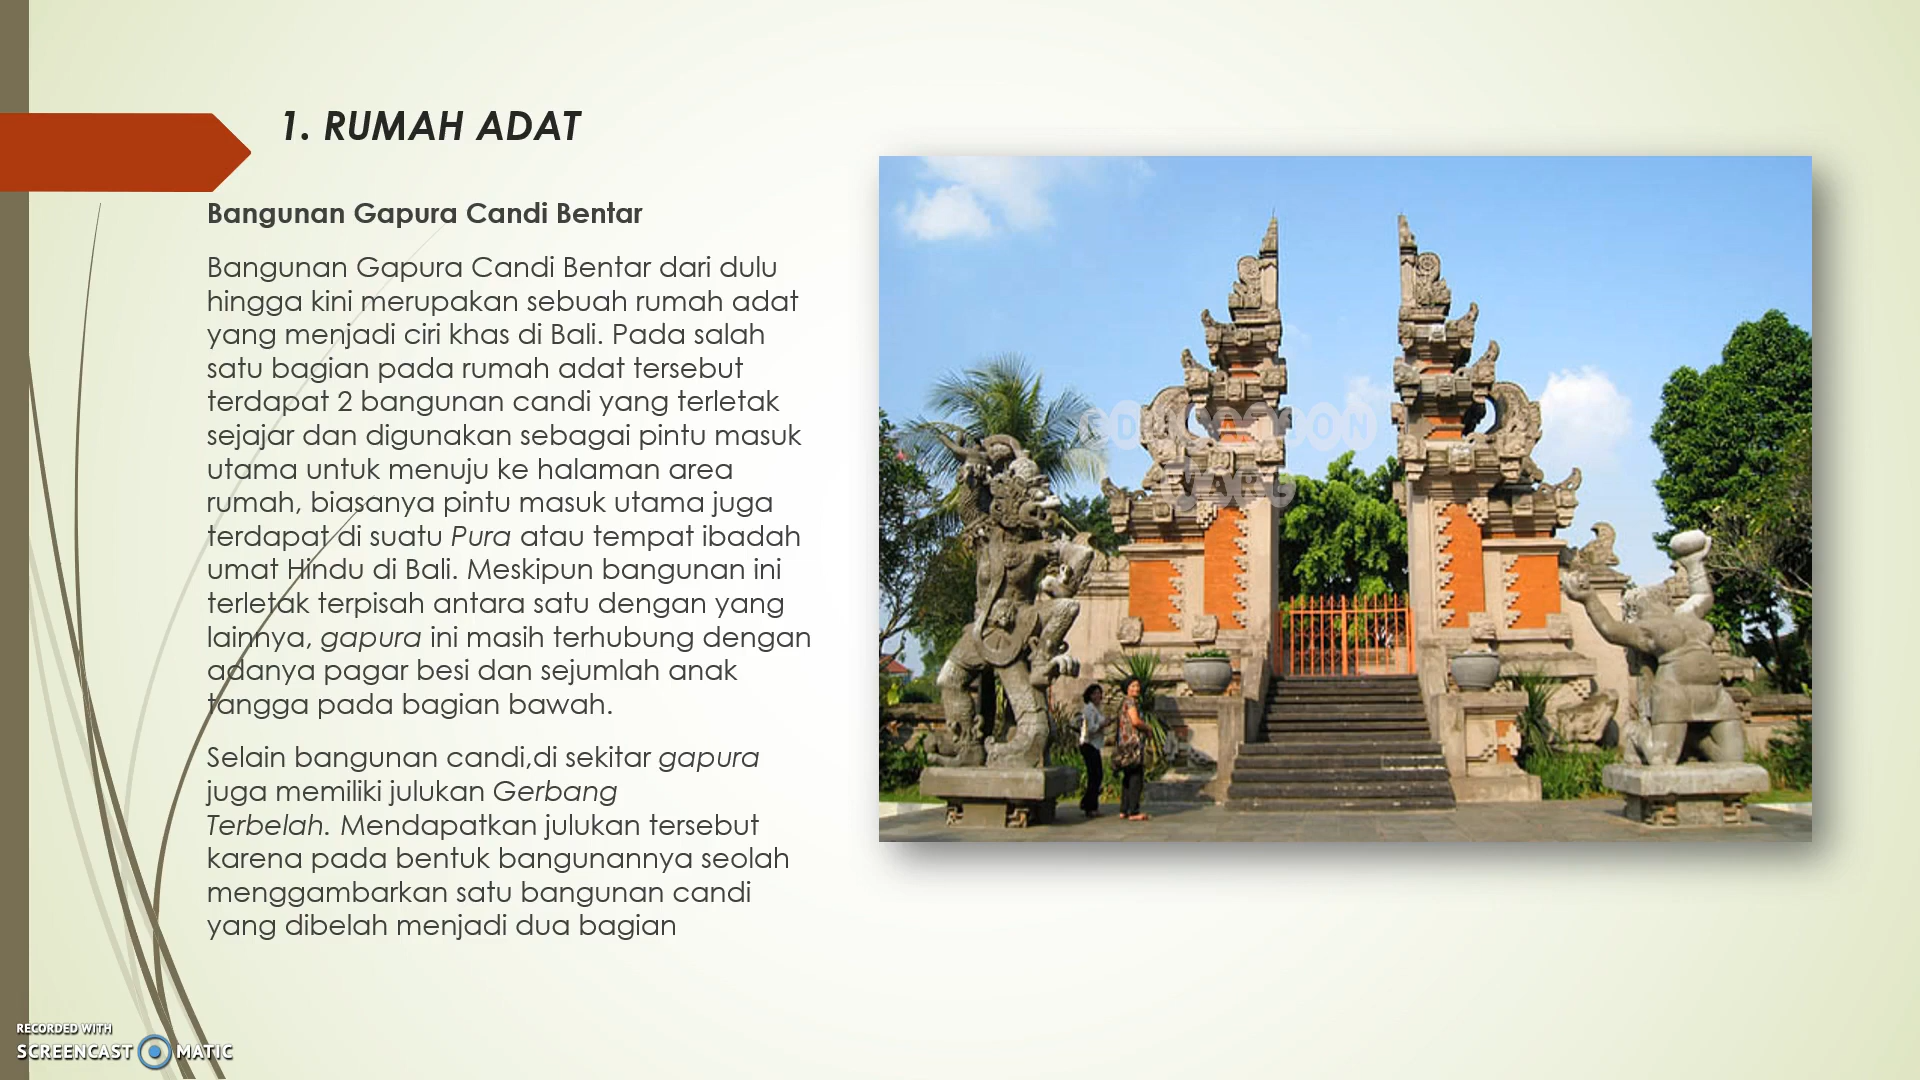 1. RUMAH ADAT
Bangunan Gapura Candi Bentar
Bangunan Gapura Candi Bentar dari dulu
hingga kini merupakan sebuah rumah adat
yang menjadi ciri khas di Bali. Pada salah
satu bagian pada rumah adat tersebut
terdapat 2 bangunan candi yang terletak
sejajar dan digunakan sebagai pintu masuk
utama untuk menuju ke halaman area
rumah, biasanya pintu masuk utama juga
terdapat di suatu Pura atau tempat ibadah
umat Hindu di Bali. Meskipun bangunan ini
terletak terpisah antara satu dengan yang
lainnya, gapura ini masih terhubung dengan
adanya pagar besi dan sejumlah anak
tangga pada bagian bawah.
Selain bangunan candi,di sekitar gapura
juga memiliki julukan Gerbang
Terbelah. Mendapatkan julukan tersebut
karena pada bentuk bangunannya seolah
menggambarkan satu bangunan candi
yang dibelah menjadi dua bagian
RECORDED WITH
SCREENCAST MATIC